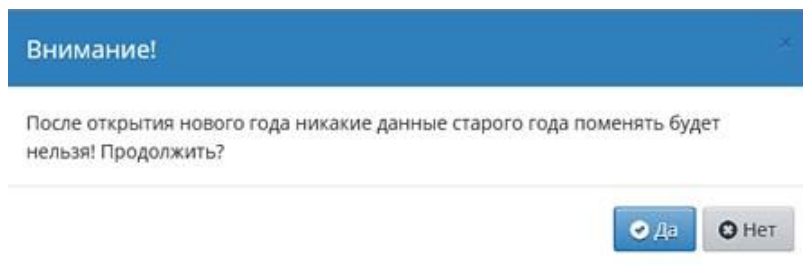 Внимание!
После открытия нового года никакие данные старого года поменять будет
нельзя! Продолжить?
Да
Нет